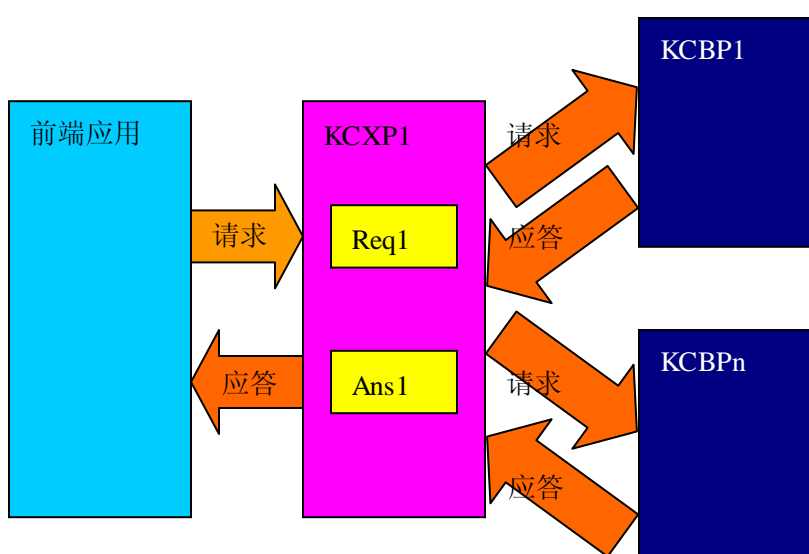 前端应用
请求
应答
KCXP1
Req1
Ans1
请求
应答
请求
应答
KCBP1
KCBPn